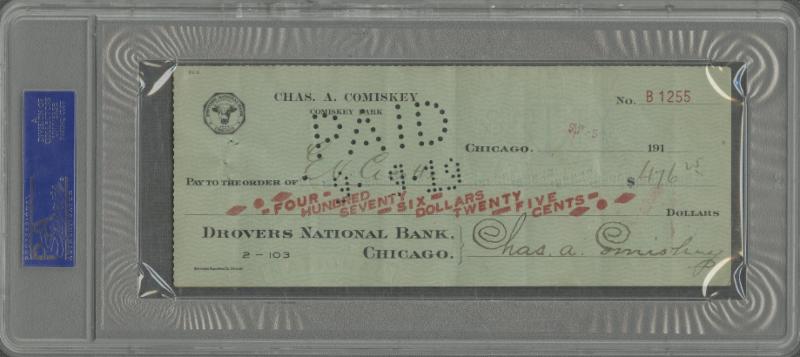 CHAS. A. COMISKEY
COMISKEY PARK
No. B 1255
PAID
CHICAGO. 191
PAY TO THE ORDER OF
$ 476 25
FOUR HUNDRED SEVENTY SIX DOLLARS TWENTY FIVE CENTS
DOLLARS
DROVERS NATIONAL BANK.
2-103 CHICAGO.
Chas. A. Comiskey